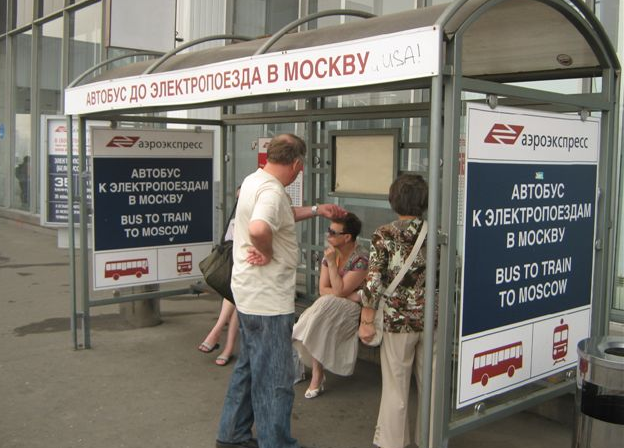 АВТОБУС ДО ЭЛЕКТРОПОЕЗДА В МОСКВУ USA!
аэроэкспресс
АВТОБУС
К ЭЛЕКТРОПОЕЗДАМ
В МОСКВУ
BUS TO TRAIN
TO MOSCOW
аэроэкспресс
АВТОБУС
К ЭЛЕКТРОПОЕЗДАМ
В МОСКВУ
BUS TO TRAIN
TO MOSCOW